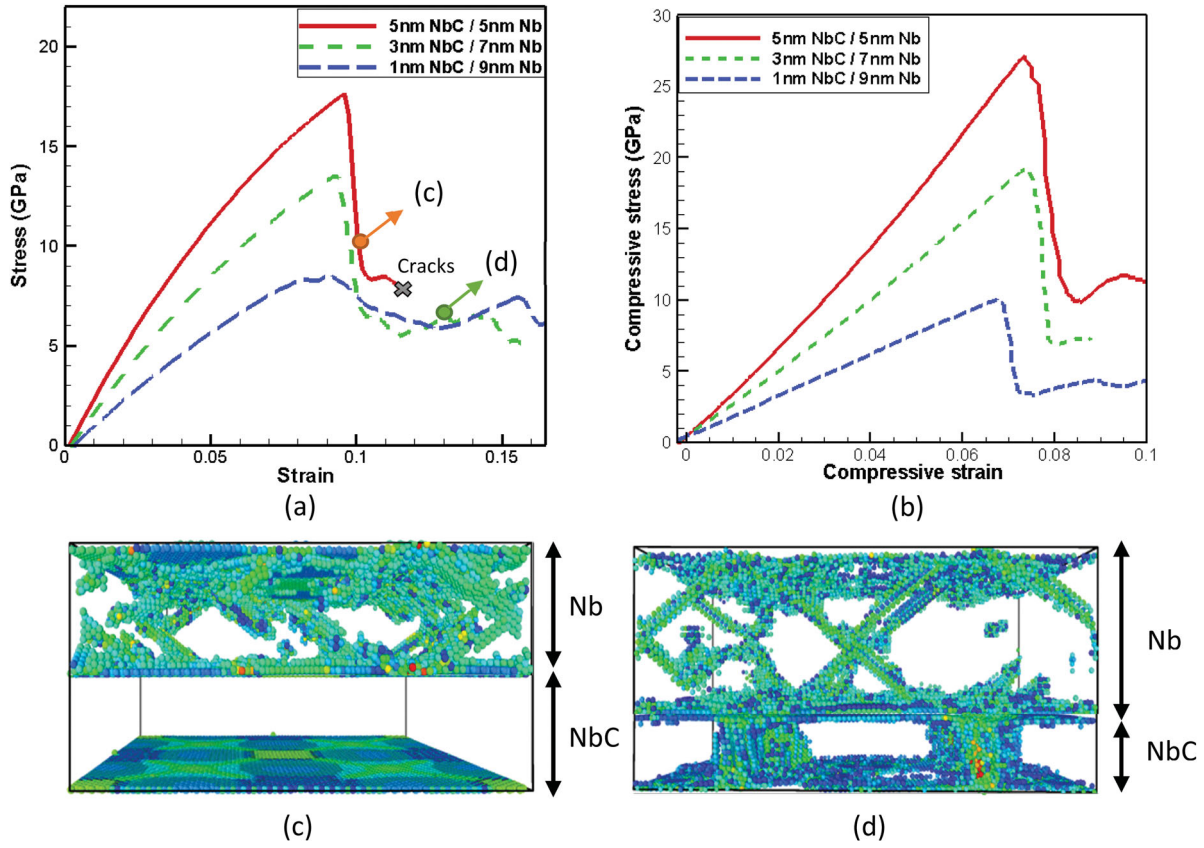 5nm NbC / 5nm Nb
3nm NbC / 7nm Nb
1nm NbC / 9nm Nb
20
15
10
5
0
Stress (GPa)
(c)
Cracks
(d)
0
0.05
0.1
0.15
Strain
(a)
5nm NbC / 5nm Nb
3nm NbC / 7nm Nb
1nm NbC / 9nm Nb
30
25
20
15
10
5
0
Compressive stress (GPa)
0
0.02
0.04
0.06
0.08
0.1
Compressive strain
(b)
Nb
NbC
(c)
Nb
NbC
(d)